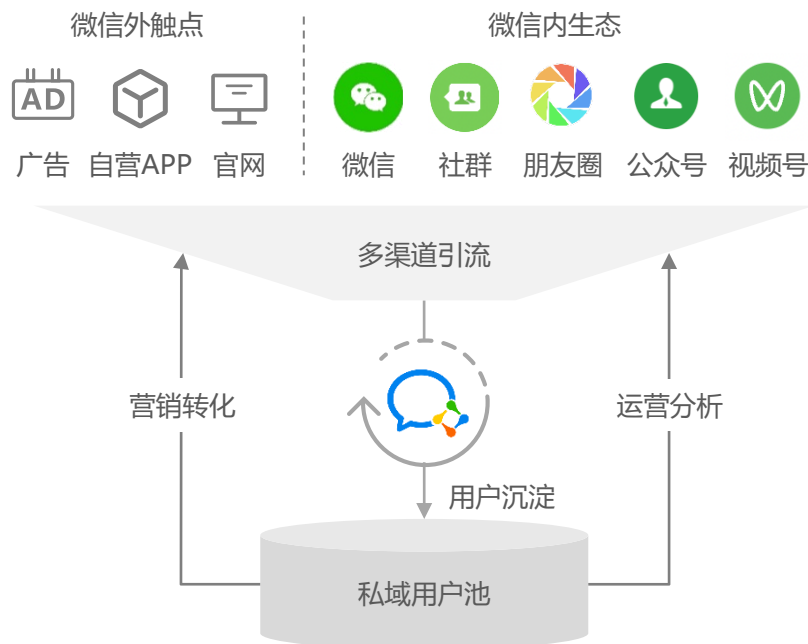 微信外触点
微信内生态
AD
广告
自营APP
官网
微信
社群
朋友圈
公众号
视频号
多渠道引流
营销转化
运营分析
用户沉淀
私域用户池